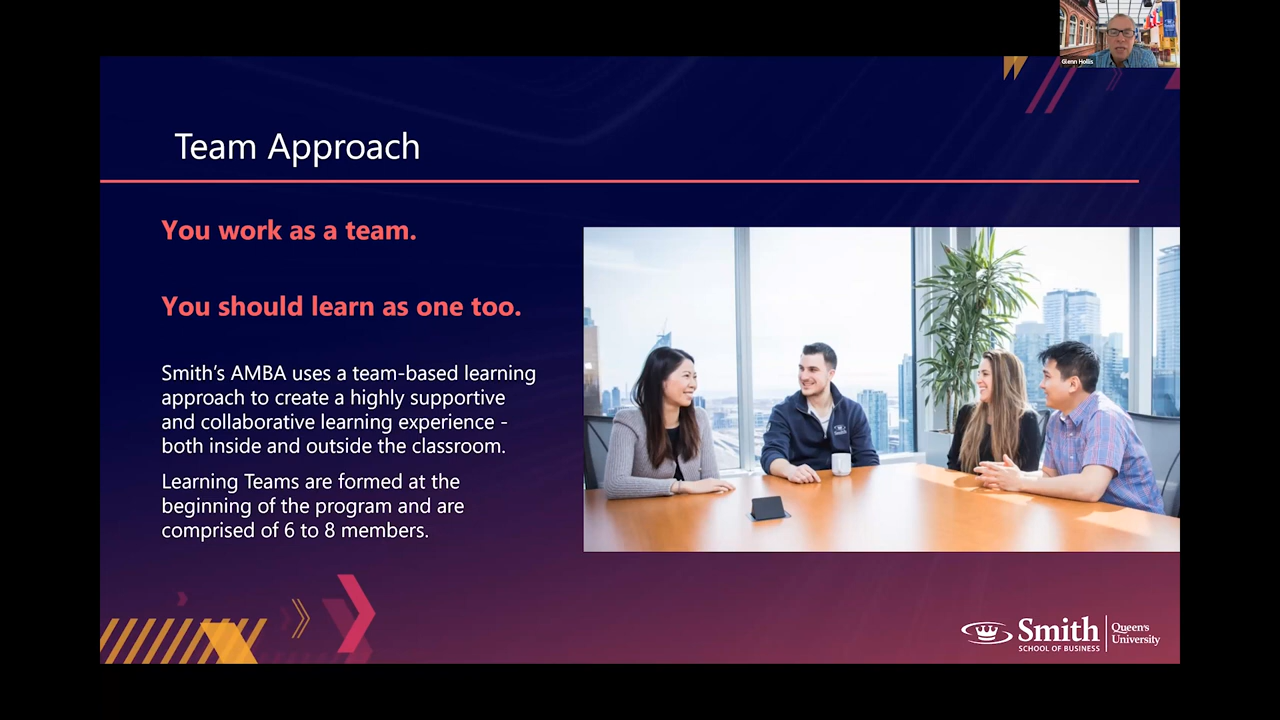 Glenn Hollis
Team Approach
You work as a team.
You should learn as one too.
Smith's AMBA uses a team-based learning
approach to create a highly supportive
and collaborative learning experience -
both inside and outside the classroom.
Learning Teams are formed at the
beginning of the program and are
comprised of 6 to 8 members.
Smith
Smith
SCHOOL OF BUSINESS
Queen's
University